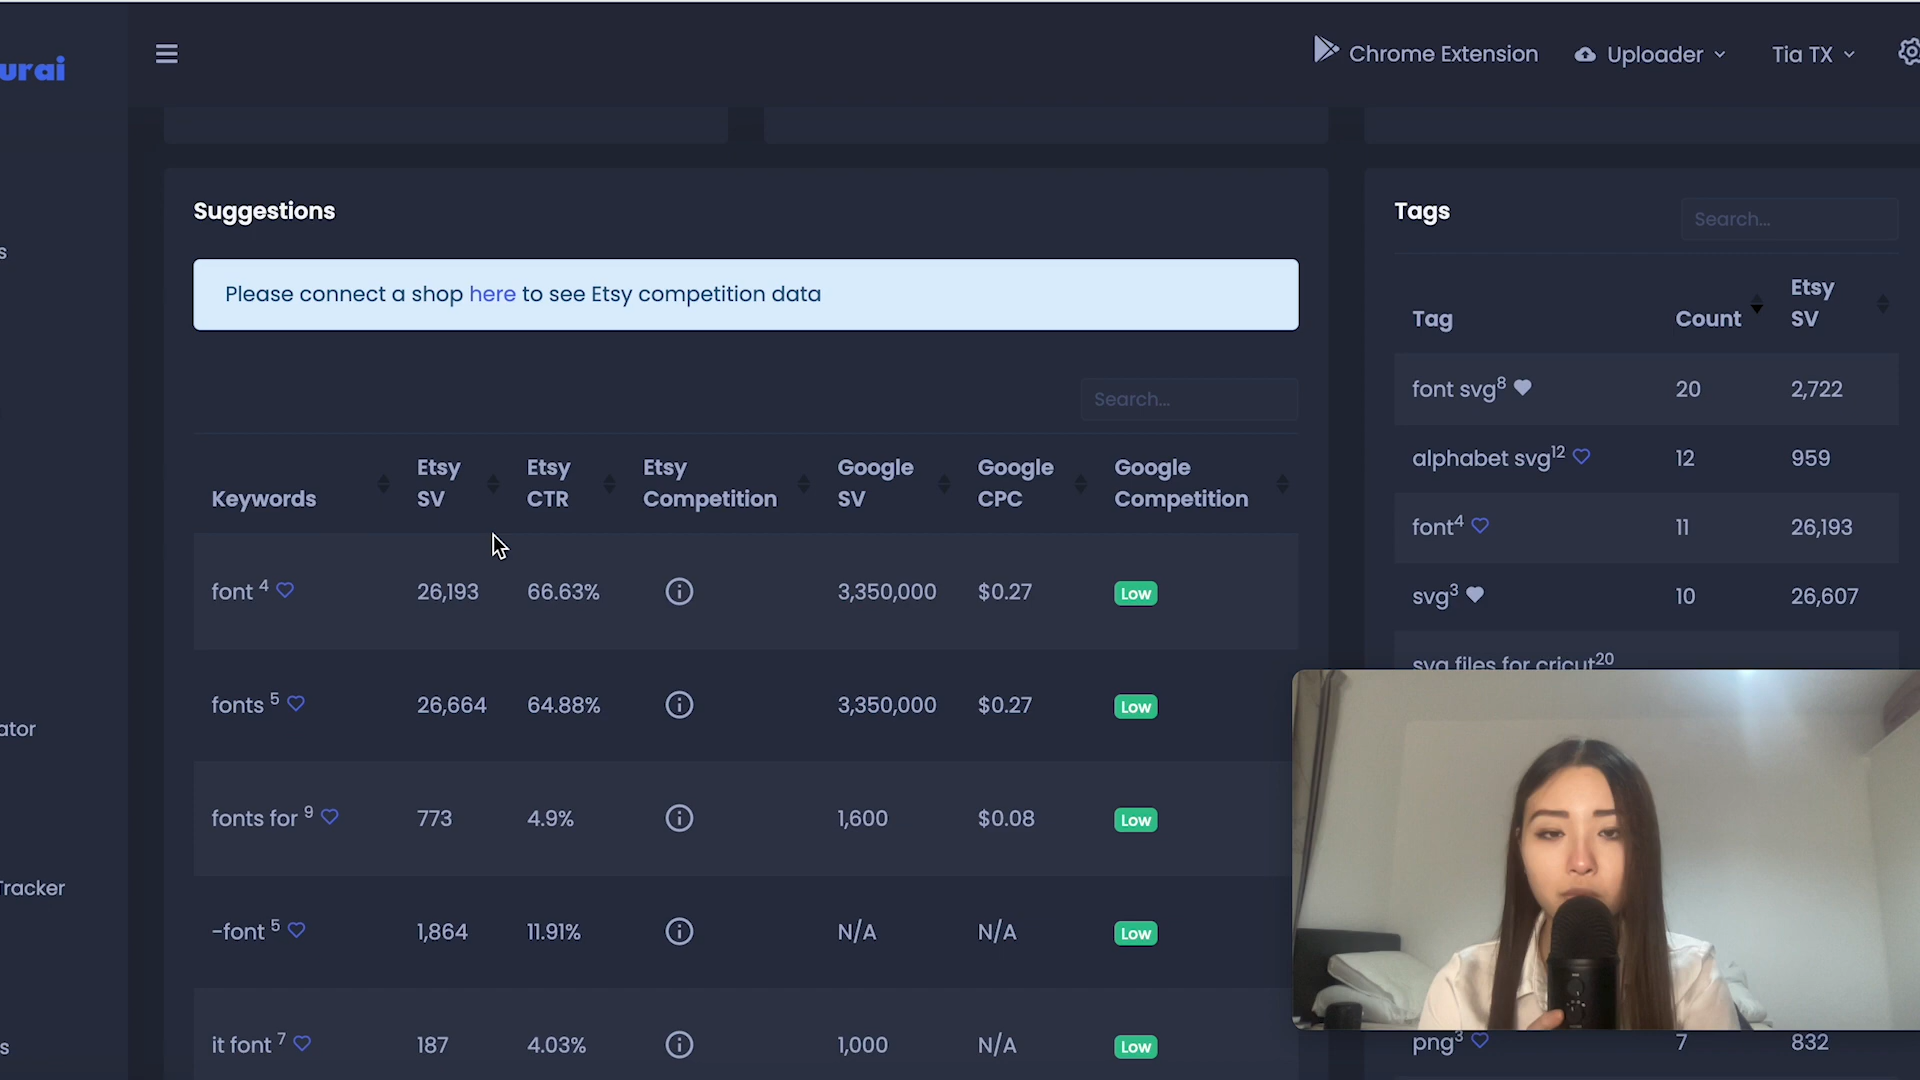 urai
Chrome Extension
Uploader
Tia TX
s
ator
Tracker
s
Suggestions
Please connect a shop here to see Etsy competition data
Search...
Keywords
Etsy SV
Etsy CTR
Etsy Competition
Google SV
Google CPC
Google Competition
font 4 26,193 66.63% 3,350,000 $0.27 Low
fonts 5 26,664 64.88% 3,350,000 $0.27 Low
fonts for 9 773 4.9% 1,600 $0.08 Low
-font 5 1,864 11.91% N/A N/A Low
it font 7 187 4.03% 1,000 N/A Low
Tags
Search...
Tag
Count
Etsy SV
font svg8 20 2,722
alphabet svg12 12 959
font4 11 26,193
svg3 10 26,607
svg files for cricut20
png3 7 832